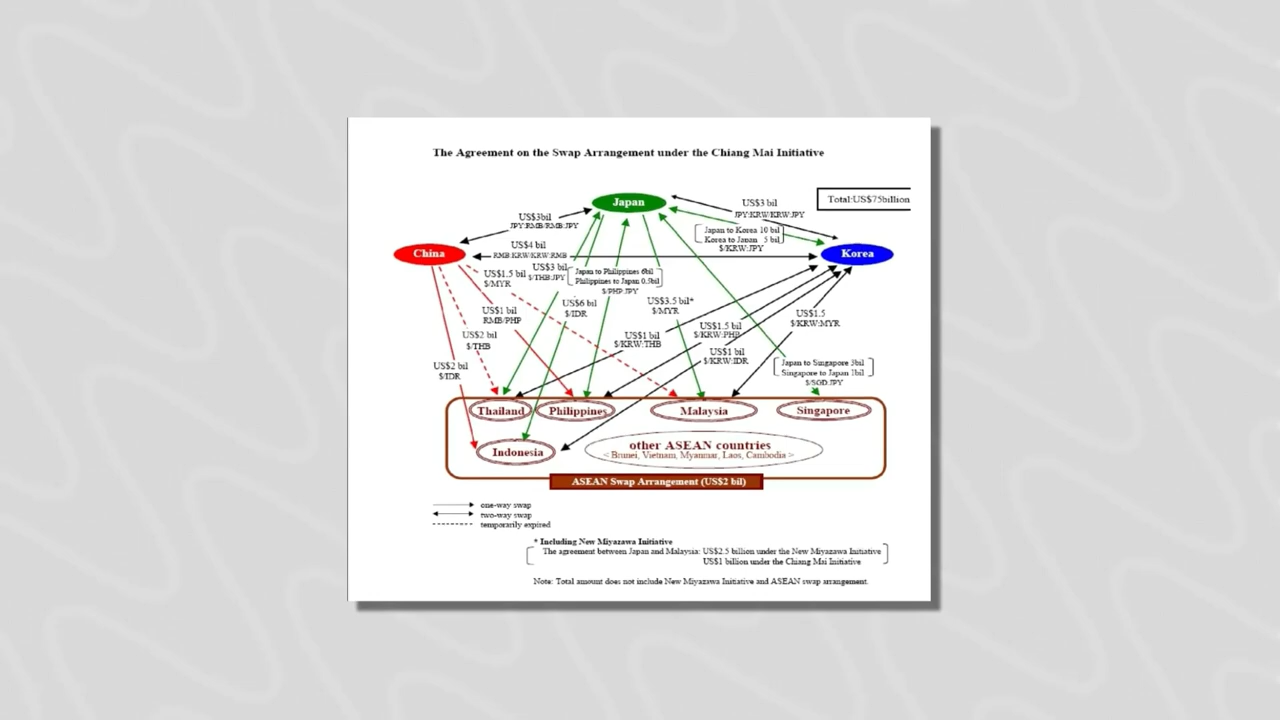 The Agreement on the Swap Arrangement under the Chiang Mai Initiative
Total:US$75billion
Japan
US$3bil
JPY:RMB/RMB:JPY
US$3 bil
JPY:KRW/KRW:JPY
Japan to Korea 10 bil
Korea to Japan 5 bil
$/KRW:JPY
China
US$4 bil
RMB:KRW/KRW:RMB
Korea
US$1.5 bil
$/MYR
US$3 bil
$/THB:JPY
Japan to Philippines 6bil
Philippines to Japan 0.5bil
$/PHP:JPY
US$1 bil
RMB/PHP
US$6 bil
$/IDR
US$3.5 bil*
$/MYR
US$1.5
$/KRW:MYR
US$2 bil
$/THB
US$1 bil
$/KRW:THB
US$1.5 bil
$/KRW:PHP
US$1 bil
$/KRW:IDR
US$2 bil
$/IDR
Japan to Singapore 3bil
Singapore to Japan 1bil
$/SGD:JPY
Thailand
Philippines
Malaysia
Singapore
Indonesia
other ASEAN countries
< Brunei, Vietnam, Myanmar, Laos, Cambodia >
ASEAN Swap Arrangement (US$2 bil)
one-way swap
two-way swap
temporarily expired
* Including New Miyazawa Initiative
The agreement between Japan and Malaysia: US$2.5 billion under the New Miyazawa Initiative
US$1 billion under the Chiang Mai Initiative
Note: Total amount does not include New Miyazawa Initiative and ASEAN swap arrangement.